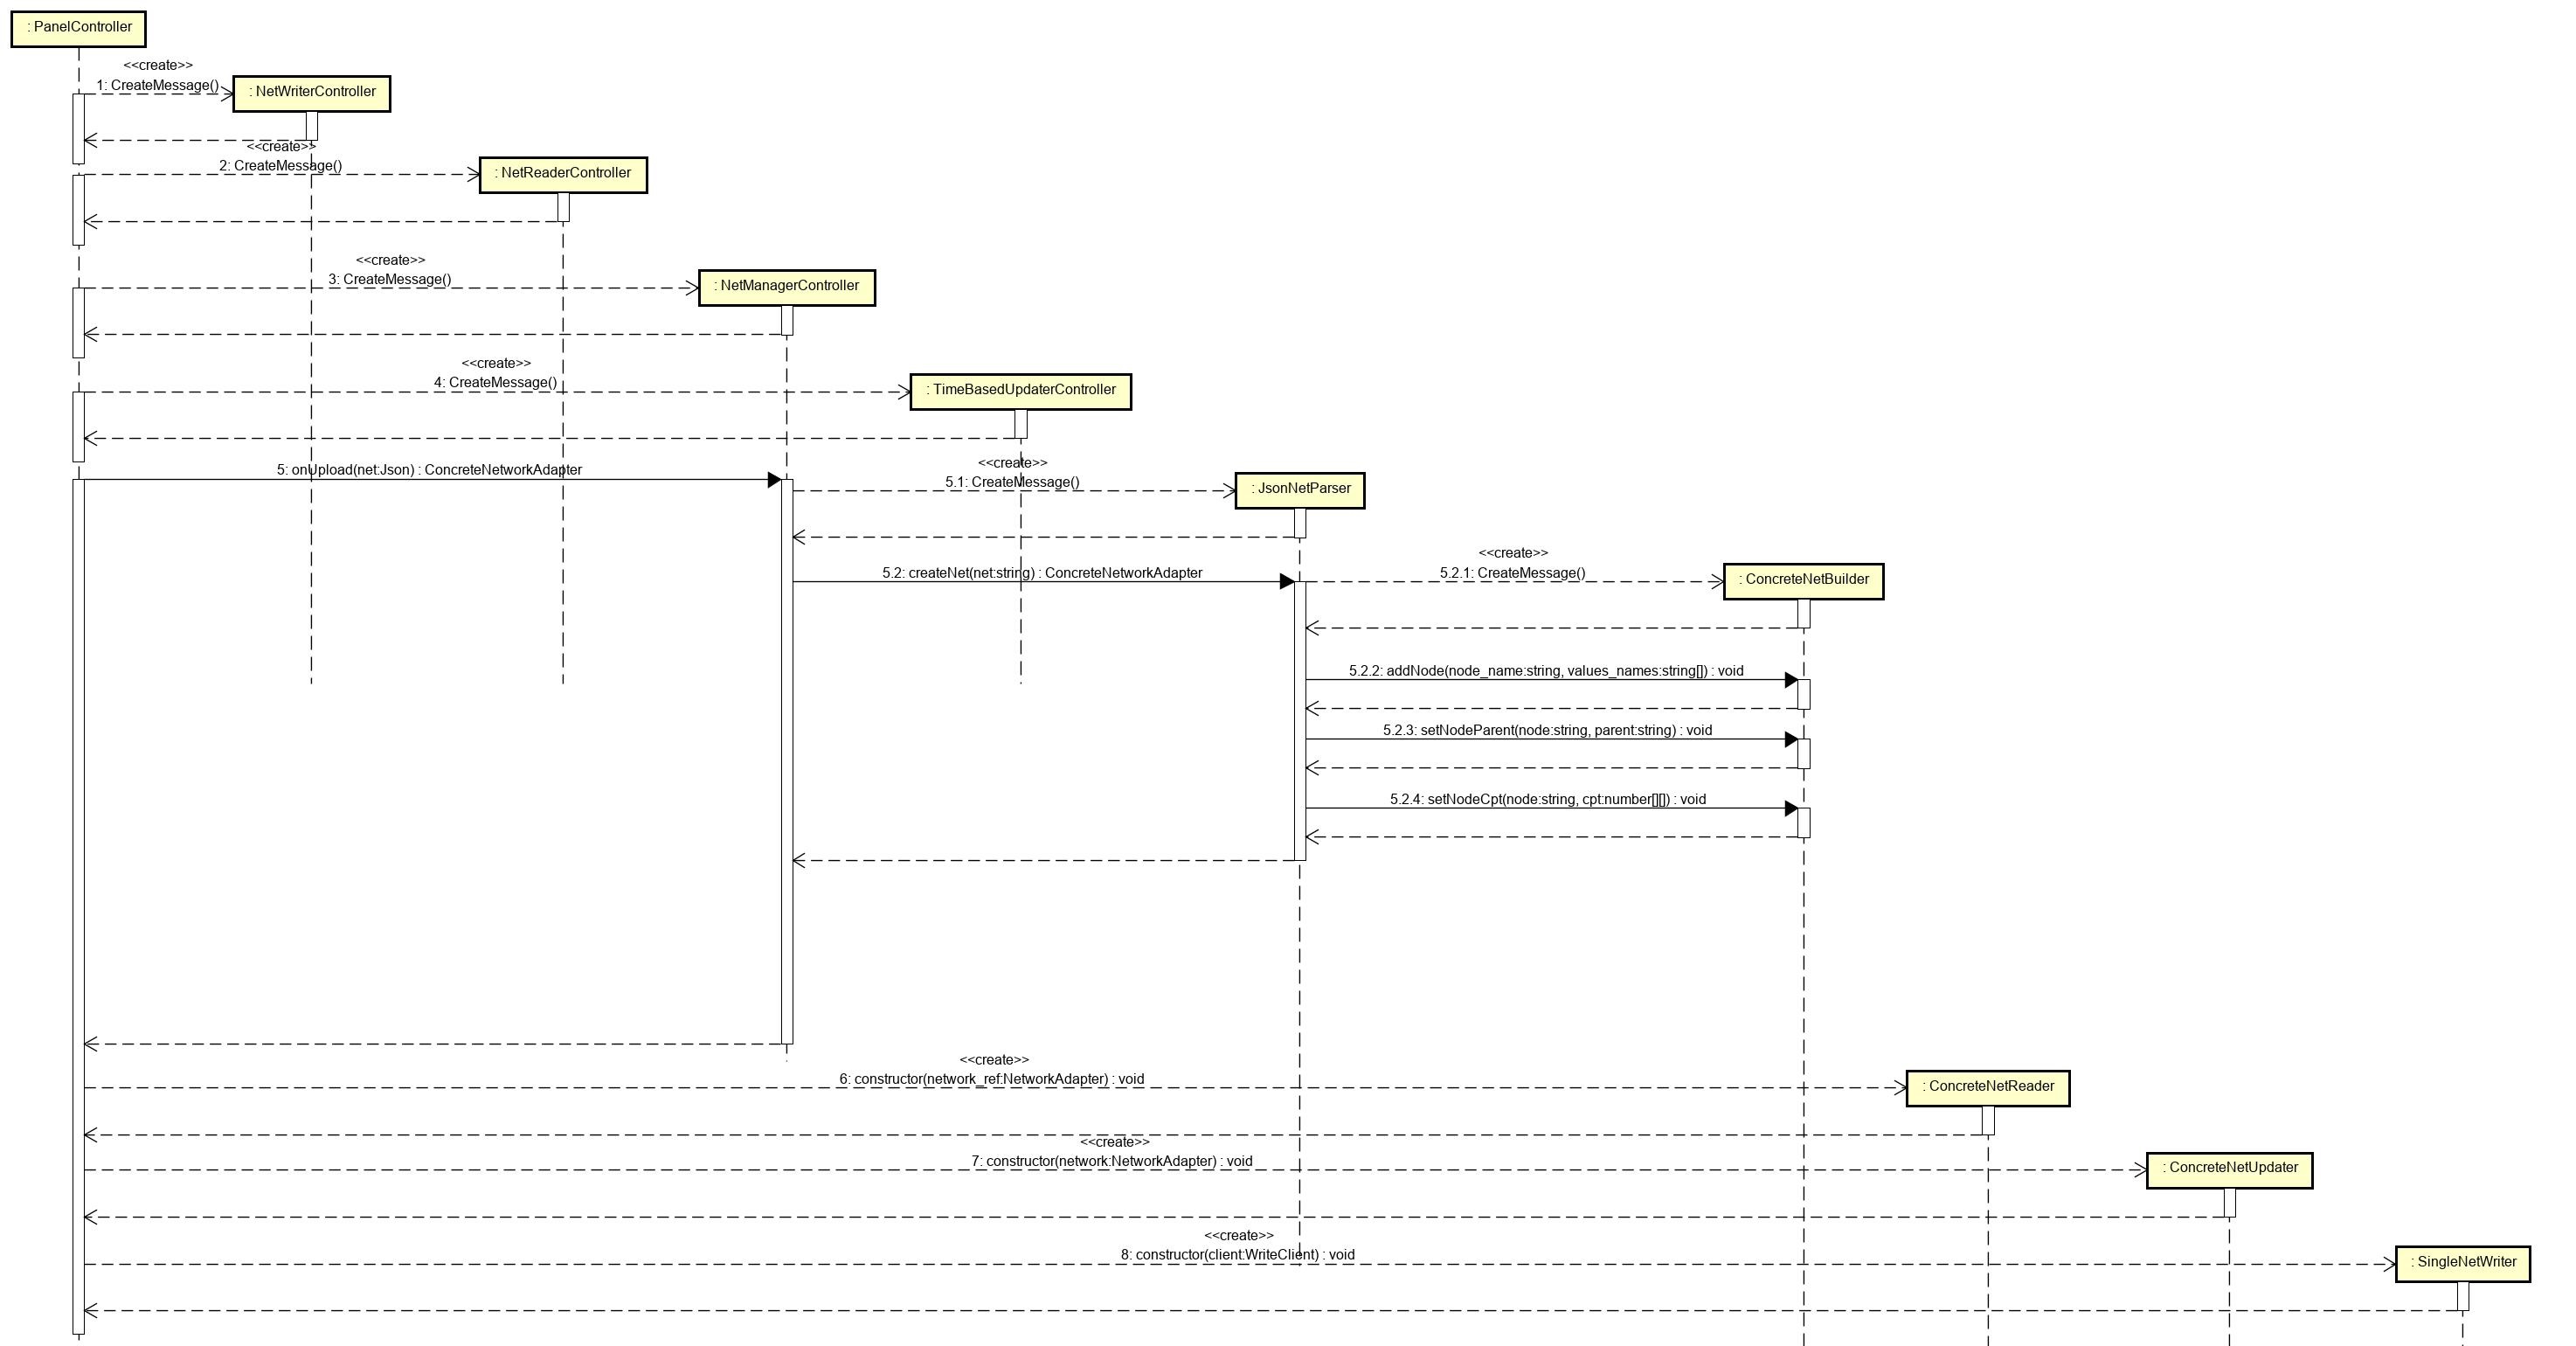 : PanelController
<<create>>
1: CreateMessage()
: NetWriterController
<<create>>
2: CreateMessage()
: NetReaderController
<<create>>
3: CreateMessage()
: NetManagerController
<<create>>
4: CreateMessage()
: TimeBasedUpdaterController
5: onUpload(net:Json) : ConcreteNetworkAdapter
<<create>>
5.1: CreateMessage()
: JsonNetParser
5.2: createNet(net:string) : ConcreteNetworkAdapter
<<create>>
5.2.1: CreateMessage()
: ConcreteNetBuilder
5.2.2: addNode(node_name:string, values_names:string[]) : void
5.2.3: setNodeParent(node:string, parent:string) : void
5.2.4: setNodeCpt(node:string, cpt:number[][]) : void
<<create>>
6: constructor(network_ref:NetworkAdapter) : void
: ConcreteNetReader
<<create>>
7: constructor(network:NetworkAdapter) : void
: ConcreteNetUpdater
<<create>>
8: constructor(client:WriteClient) : void
: SingleNetWriter